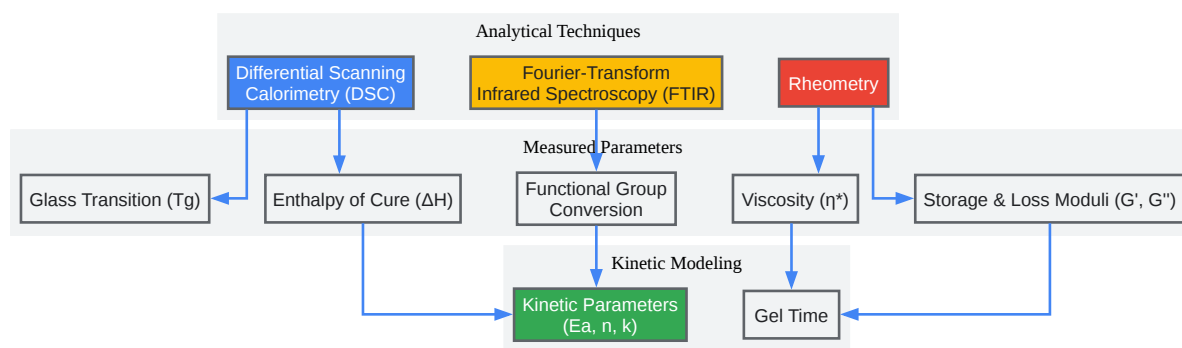 Analytical Techniques
Differential Scanning
Calorimetry (DSC)
Fourier-Transform
Infrared Spectroscopy (FTIR)
Rheometry
Measured Parameters
Glass Transition (Tg)
Enthalpy of Cure (ΔH)
Functional Group
Conversion
Viscosity (η*)
Storage & Loss Moduli (G', G'')
Kinetic Modeling
Kinetic Parameters
(Ea, n, k)
Gel Time